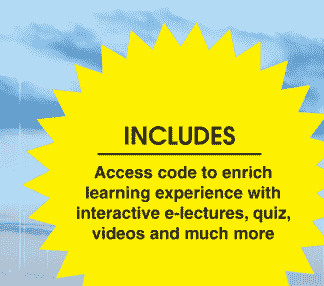 INCLUDES
Access code to enrich
learning experience with
interactive e-lectures, quiz,
videos and much more